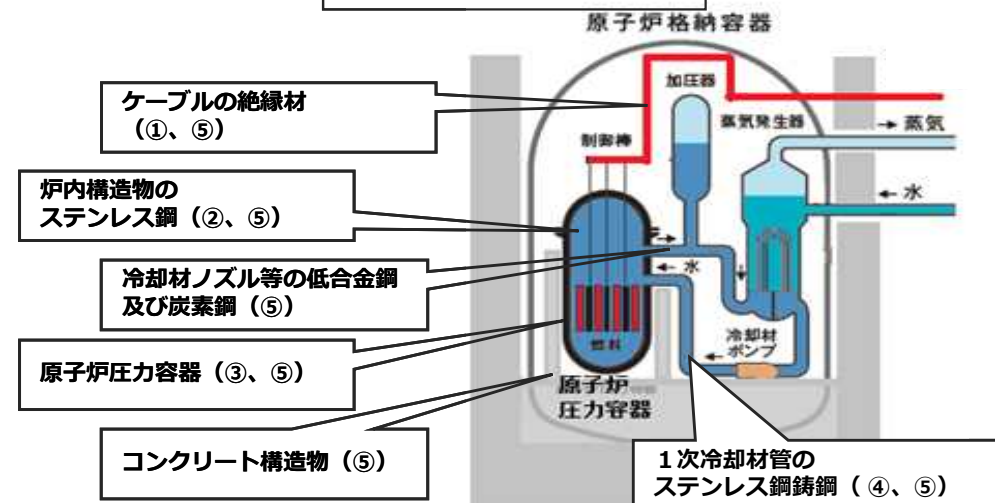 原子炉格納容器
ケーブルの絶縁材
（①、⑤）
加圧器
蒸気発生器
→ 蒸気
制御棒
炉内構造物の
ステンレス鋼（②、⑤）
← 水
冷却材ノズル等の低合金鋼
及び炭素鋼（⑤）
← 水
原子炉圧力容器（③、⑤）
燃料
冷却材
ポンプ
原子炉
圧力容器
コンクリート構造物（⑤）
１次冷却材管の
ステンレス鋼鋳鋼（ ④、⑤）